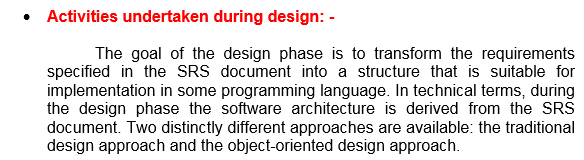 • Activities undertaken during design: -
The goal of the design phase is to transform the requirements
specified in the SRS document into a structure that is suitable for
implementation in some programming language. In technical terms, during
the design phase the software architecture is derived from the SRS
document. Two distinctly different approaches are available: the traditional
design approach and the object-oriented design approach.